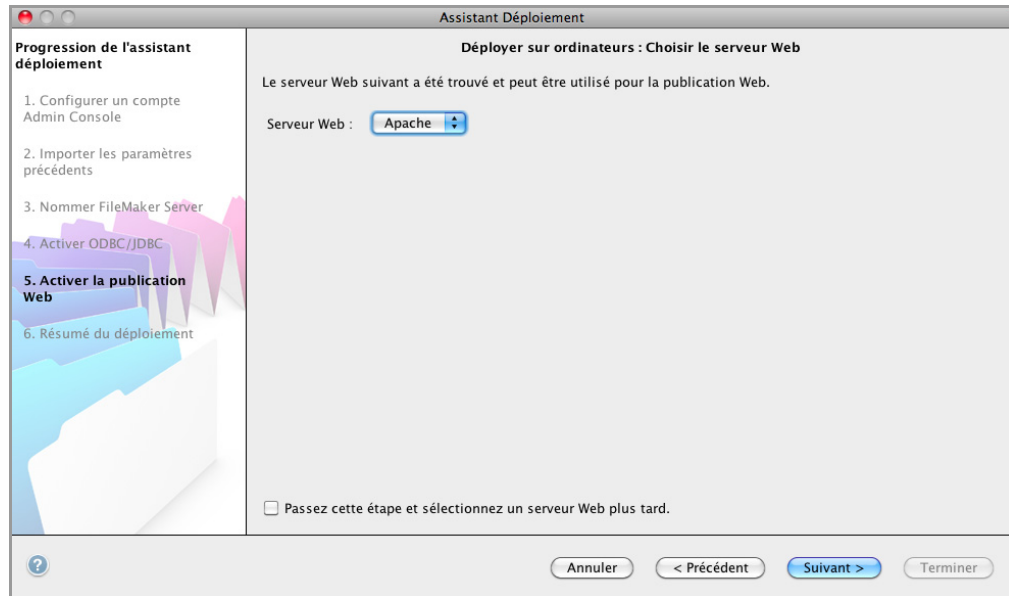 Assistant Déploiement
Progression de l'assistant
déploiement
1. Configurer un compte
Admin Console
2. Importer les paramètres
précédents
3. Nommer FileMaker Server
4. Activer ODBC/JDBC
5. Activer la publication
Web
6. Résumé du déploiement
Déployer sur ordinateurs : Choisir le serveur Web
Le serveur Web suivant a été trouvé et peut être utilisé pour la publication Web.
Serveur Web : Apache
Passez cette étape et sélectionnez un serveur Web plus tard.
? Annuler < Précédent Suivant > Terminer